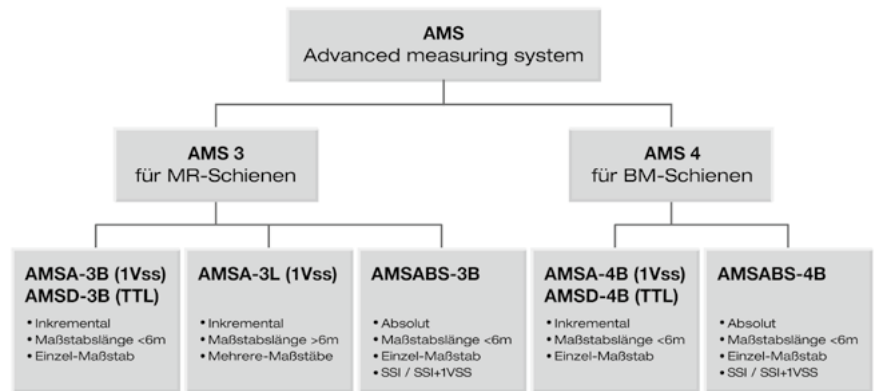 AMS
Advanced measuring system
AMS 3
für MR-Schienen
AMS 4
für BM-Schienen
AMSA-3B (1Vss)
AMSD-3B (TTL)
• Inkremental
• Maßstabslänge <6m
• Einzel-Maßstab
AMSA-3L (1Vss)
• Inkremental
• Maßstabslänge >6m
• Mehrere-Maßstäbe
AMSABS-3B
• Absolut
• Maßstabslänge <6m
• Einzel-Maßstab
• SSI / SSI+1VSS
AMSA-4B (1Vss)
AMSD-4B (TTL)
• Inkremental
• Maßstabslänge <6m
• Einzel-Maßstab
AMSABS-4B
• Absolut
• Maßstabslänge <6m
• Einzel-Maßstab
• SSI / SSI+1VSS